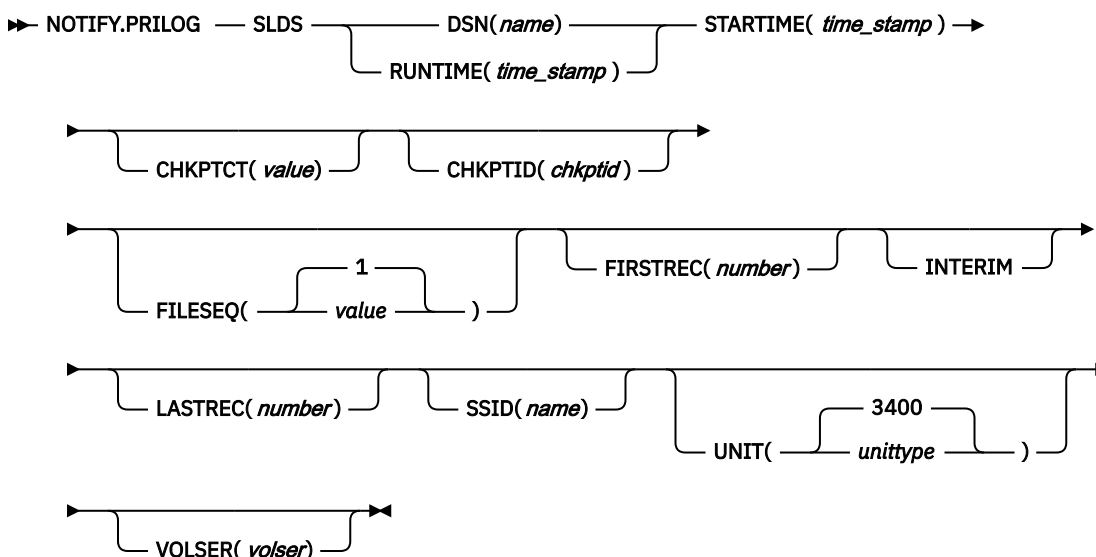 NOTIFY.PRILOG SLDS DSN(name) STARTIME( time_stamp )
RUNTIME( time_stamp )
CHKPTCT( value) CHKPTID( chkptid )
1
FIRSTREC( number) INTERIM
FILESEQ( value )
LASTREC( number) SSID( name)
3400
UNIT( unittype )
VOLSER( volser)